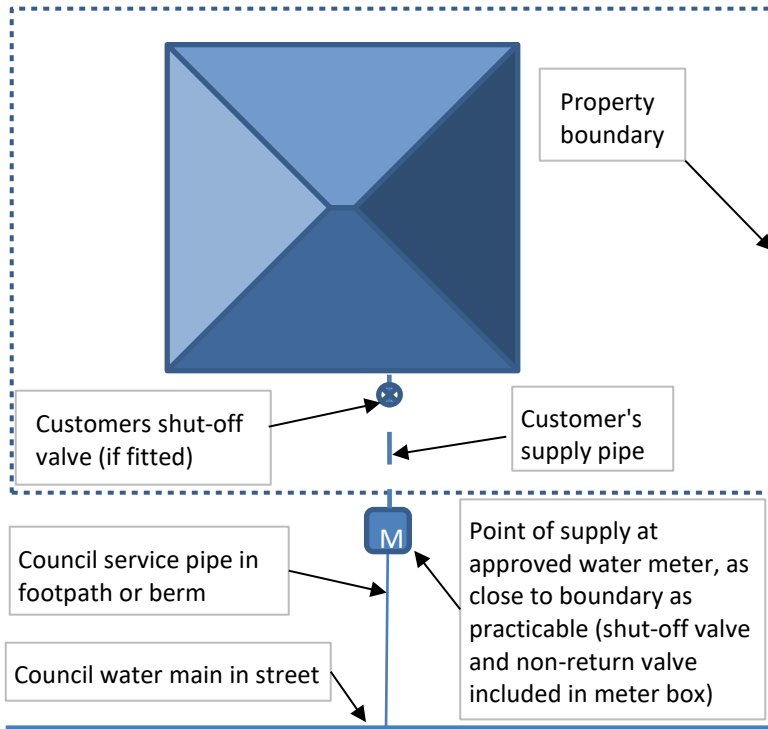 Property
boundary
Customers shut-off
valve (if fitted)
Customer's
supply pipe
M
Point of supply at
approved water meter, as
close to boundary as
practicable (shut-off valve
and non-return valve
included in meter box)
Council service pipe in
footpath or berm
Council water main in street